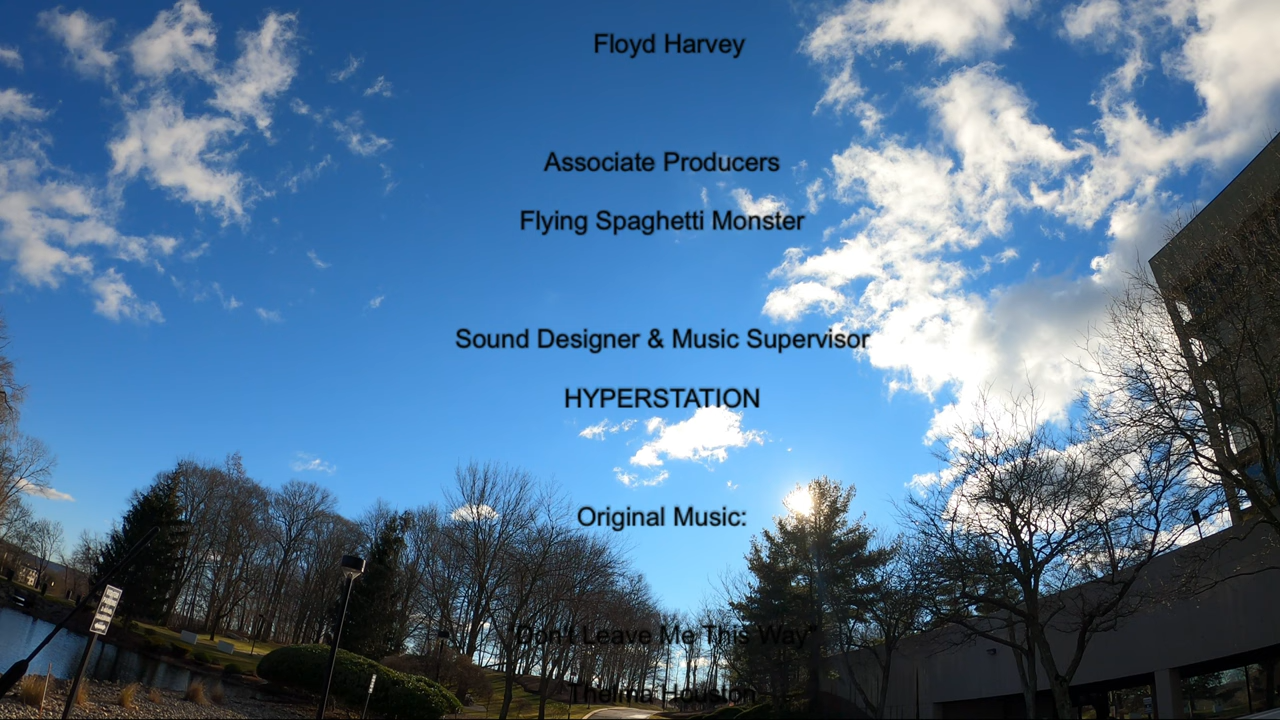 Floyd Harvey
Associate Producers
Flying Spaghetti Monster
Sound Designer & Music Supervisor
HYPERSTATION
Original Music:
"Don't Leave Me This Way"
Thelma Houston